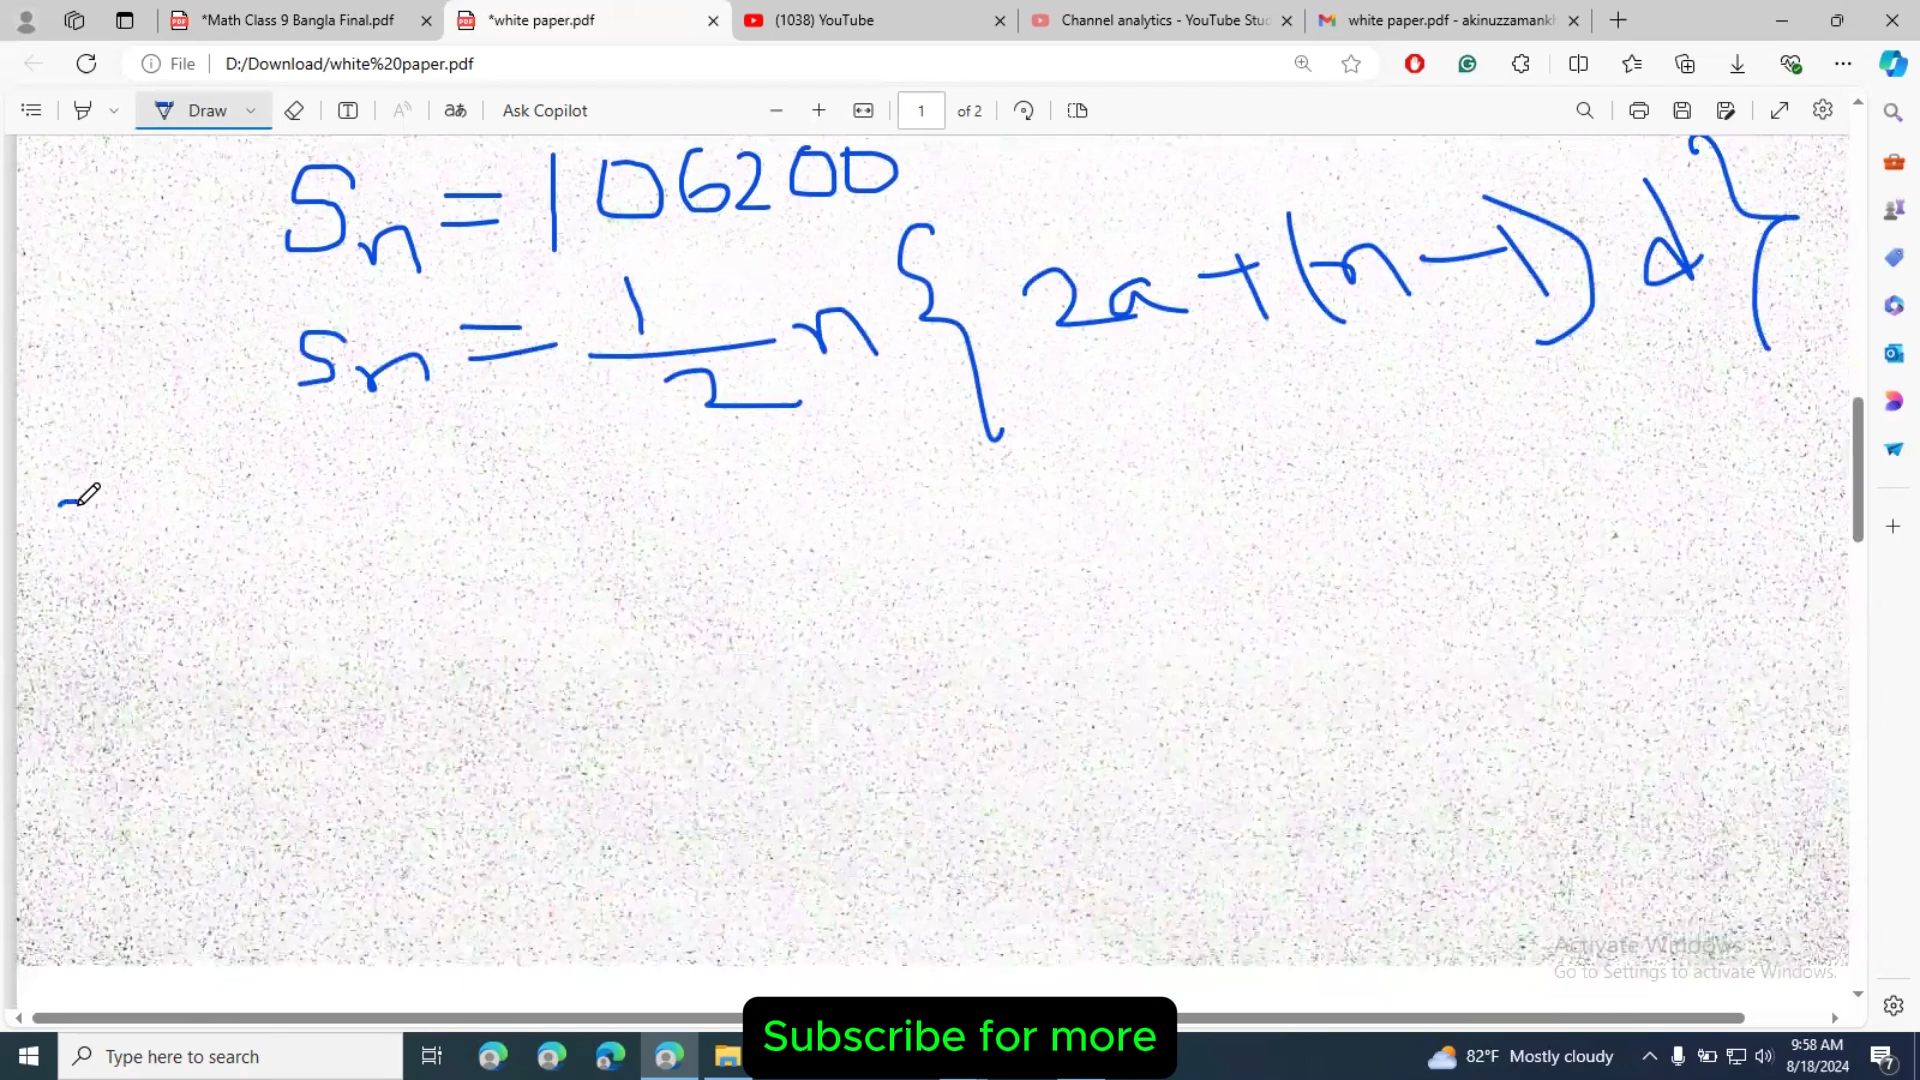 *Math Class 9 Bangla Final.pdf
*white paper.pdf
(1038) YouTube
Channel analytics - YouTube Stu
white paper.pdf - akinuzzamankh
File
D:/Download/white%20paper.pdf
Draw
Ask Copilot
1
of 2
Sn = 106200
Sn = 1/2 n { 2a + (n-1) d }
Activate Windows
Go to Settings to activate Windows.
Subscribe for more
Type here to search
82°F Mostly cloudy
9:58 AM
8/18/2024
7